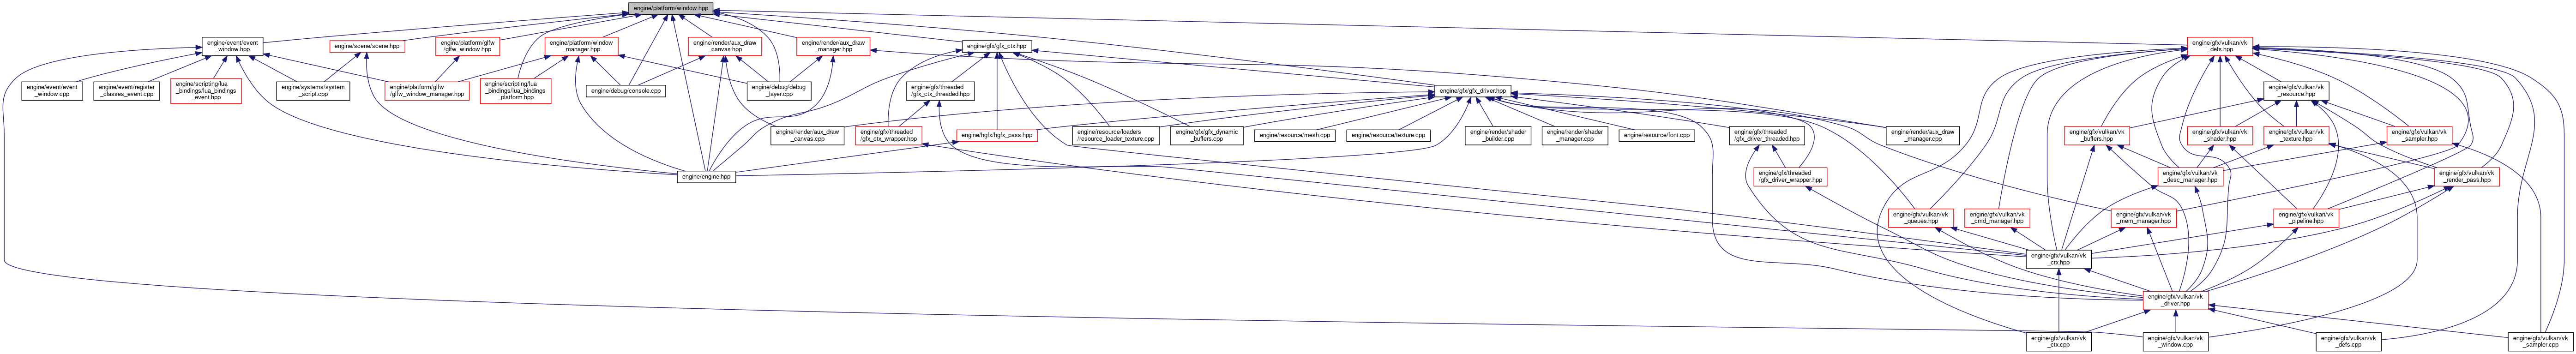 engine/platform/window.hpp
engine/event/event
_window.hpp
engine/scene/scene.hpp
engine/platform/glfw
/glfw_window.hpp
engine/platform/window
_manager.hpp
engine/render/aux_draw
_canvas.hpp
engine/render/aux_draw
_manager.hpp
engine/gfx/gfx_ctx.hpp
engine/gfx/vulkan/vk
_defs.hpp
engine/event/event
_window.cpp
engine/event/register
_classes_event.cpp
engine/scripting/lua
_bindings/lua_bindings
_event.hpp
engine/systems/system
_script.cpp
engine/platform/glfw
/glfw_window_manager.hpp
engine/scripting/lua
_bindings/lua_bindings
_platform.hpp
engine/debug/console.cpp
engine/debug/debug
_layer.cpp
engine/gfx/threaded
/gfx_ctx_threaded.hpp
engine/gfx/gfx_driver.hpp
engine/gfx/vulkan/vk
_resource.hpp
engine/render/aux_draw
_canvas.cpp
engine/gfx/threaded
/gfx_ctx_wrapper.hpp
engine/hgfx/hgfx_pass.hpp
engine/resource/loaders
/resource_loader_texture.cpp
engine/gfx/gfx_dynamic
_buffers.cpp
engine/resource/mesh.cpp
engine/resource/texture.cpp
engine/render/shader
_builder.cpp
engine/render/shader
_manager.cpp
engine/resource/font.cpp
engine/gfx/threaded
/gfx_driver_threaded.hpp
engine/render/aux_draw
_manager.cpp
engine/gfx/vulkan/vk
_buffers.hpp
engine/gfx/vulkan/vk
_shader.hpp
engine/gfx/vulkan/vk
_texture.hpp
engine/gfx/vulkan/vk
_sampler.hpp
engine/engine.hpp
engine/gfx/threaded
/gfx_driver_wrapper.hpp
engine/gfx/vulkan/vk
_desc_manager.hpp
engine/gfx/vulkan/vk
_render_pass.hpp
engine/gfx/vulkan/vk
_queues.hpp
engine/gfx/vulkan/vk
_cmd_manager.hpp
engine/gfx/vulkan/vk
_mem_manager.hpp
engine/gfx/vulkan/vk
_pipeline.hpp
engine/gfx/vulkan/vk
_ctx.hpp
engine/gfx/vulkan/vk
_driver.hpp
engine/gfx/vulkan/vk
_ctx.cpp
engine/gfx/vulkan/vk
_window.cpp
engine/gfx/vulkan/vk
_defs.cpp
engine/gfx/vulkan/vk
_sampler.cpp